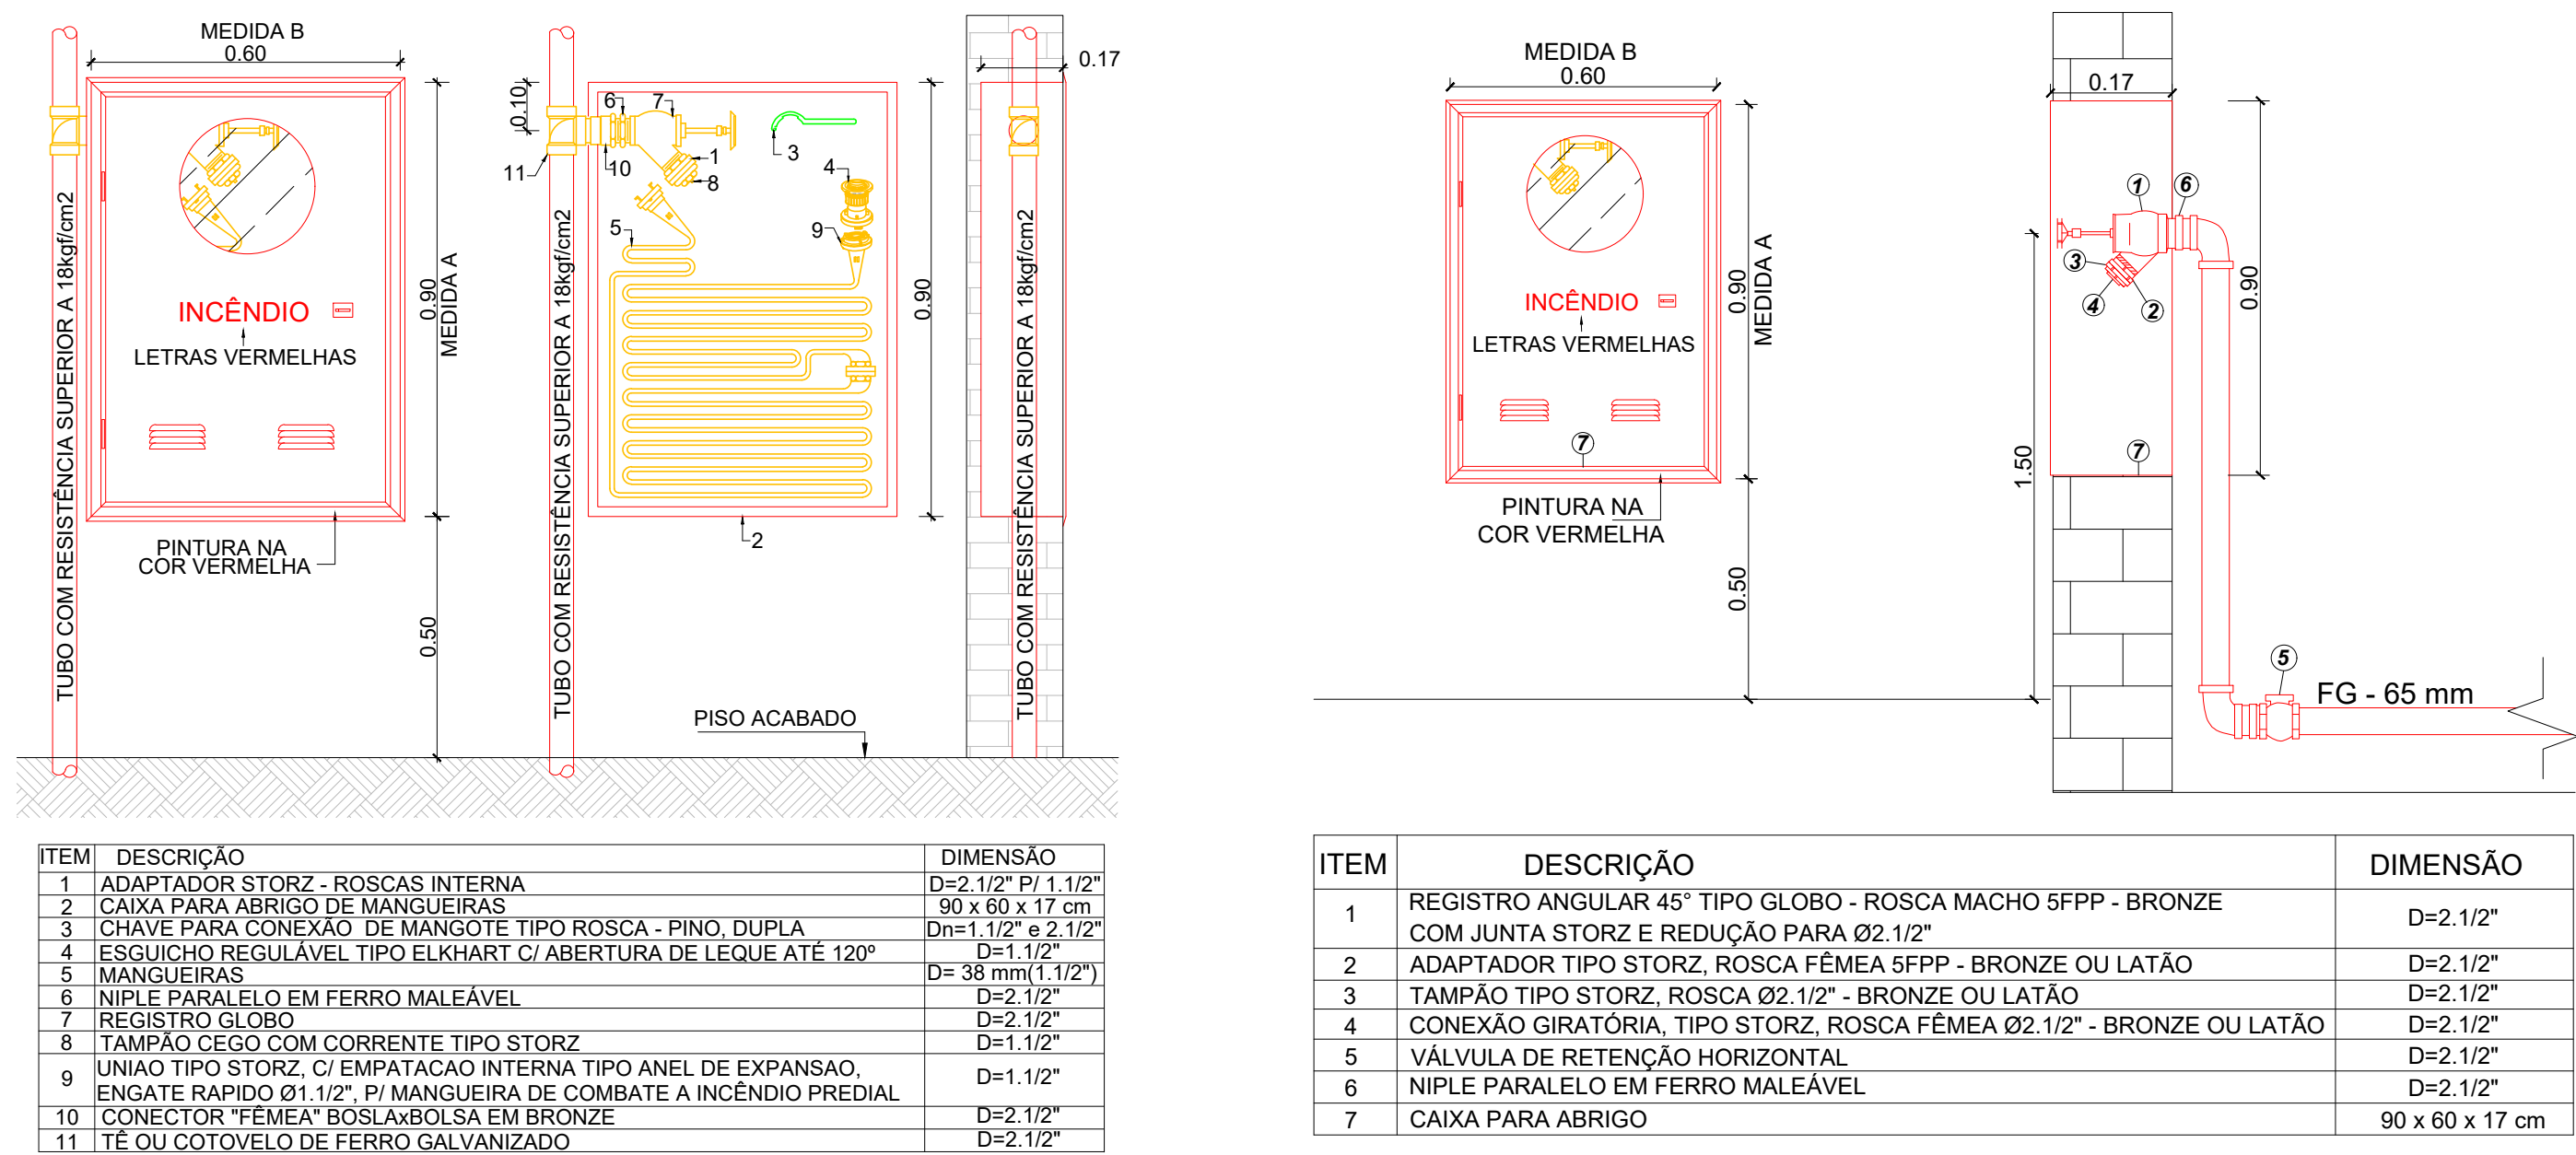 MEDIDA B
0.60
TUBO COM RESISTÊNCIA SUPERIOR A 18kgf/cm2
INCÊNDIO
LETRAS VERMELHAS
PINTURA NA
COR VERMELHA
0.90
MEDIDA A
0.50
0.10
6
7
1
3
10
11
8
4
5
9
2
TUBO COM RESISTÊNCIA SUPERIOR A 18kgf/cm2
PISO ACABADO
0.90
0.17
TUBO COM RESISTÊNCIA SUPERIOR A 18kgf/cm2
ITEM DESCRIÇÃO DIMENSÃO
1 ADAPTADOR STORZ - ROSCAS INTERNA D=2.1/2" P/ 1.1/2"
2 CAIXA PARA ABRIGO DE MANGUEIRAS 90 x 60 x 17 cm
3 CHAVE PARA CONEXÃO DE MANGOTE TIPO ROSCA - PINO, DUPLA Dn=1.1/2" e 2.1/2"
4 ESGUICHO REGULÁVEL TIPO ELKHART C/ ABERTURA DE LEQUE ATÉ 120º D=1.1/2"
5 MANGUEIRAS D= 38 mm(1.1/2")
6 NIPLE PARALELO EM FERRO MALEÁVEL D=2.1/2"
7 REGISTRO GLOBO D=2.1/2"
8 TAMPÃO CEGO COM CORRENTE TIPO STORZ D=1.1/2"
9 UNIAO TIPO STORZ, C/ EMPATACAO INTERNA TIPO ANEL DE EXPANSAO, D=1.1/2"
ENGATE RAPIDO Ø1.1/2", P/ MANGUEIRA DE COMBATE A INCÊNDIO PREDIAL
10 CONECTOR "FÊMEA" BOSLAxBOLSA EM BRONZE D=2.1/2"
11 TÊ OU COTOVELO DE FERRO GALVANIZADO D=2.1/2"
MEDIDA B
0.60
INCÊNDIO
LETRAS VERMELHAS
7
PINTURA NA
COR VERMELHA
0.90
MEDIDA A
0.50
0.17
1
6
3
4
2
0.90
1.50
7
5
FG - 65 mm
ITEM DESCRIÇÃO DIMENSÃO
1 REGISTRO ANGULAR 45° TIPO GLOBO - ROSCA MACHO 5FPP - BRONZE D=2.1/2"
COM JUNTA STORZ E REDUÇÃO PARA Ø2.1/2"
2 ADAPTADOR TIPO STORZ, ROSCA FÊMEA 5FPP - BRONZE OU LATÃO D=2.1/2"
3 TAMPÃO TIPO STORZ, ROSCA Ø2.1/2" - BRONZE OU LATÃO D=2.1/2"
4 CONEXÃO GIRATÓRIA, TIPO STORZ, ROSCA FÊMEA Ø2.1/2" - BRONZE OU LATÃO D=2.1/2"
5 VÁLVULA DE RETENÇÃO HORIZONTAL D=2.1/2"
6 NIPLE PARALELO EM FERRO MALEÁVEL D=2.1/2"
7 CAIXA PARA ABRIGO 90 x 60 x 17 cm